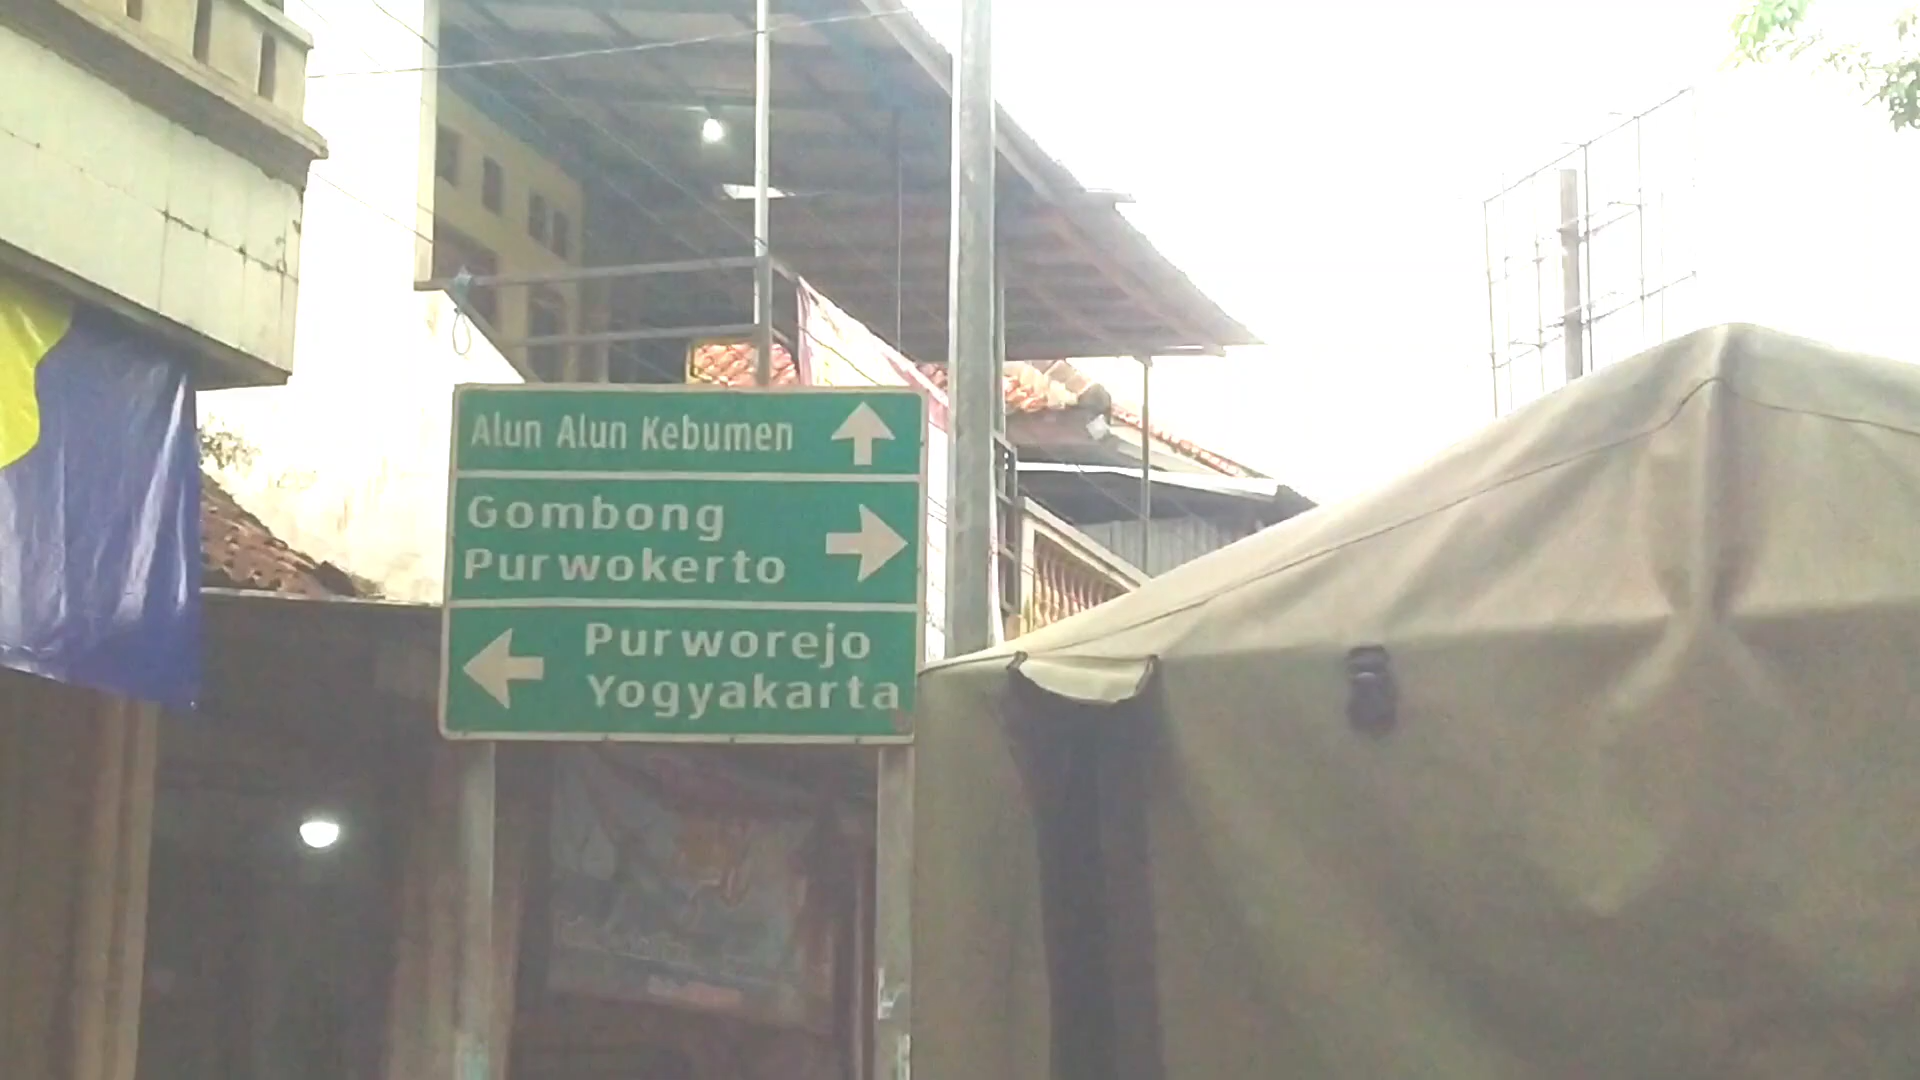 Alun Alun Kebumen
Gombong
Purwokerto
Purworejo
Yogyakarta